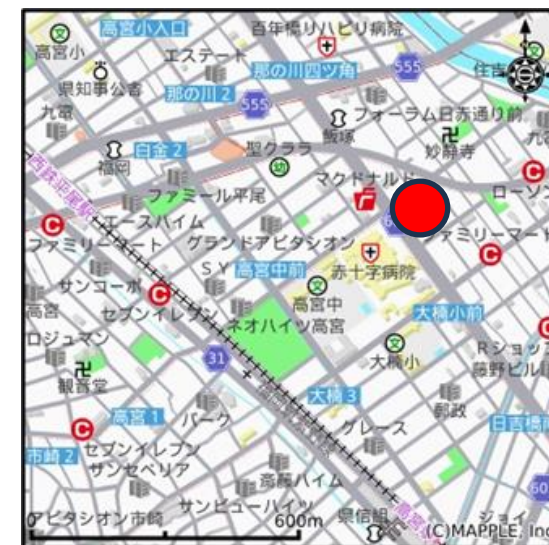 高宮小入口
百年橋リハビリ病院
高宮小
エステート
那の川四ツ角
555
住吉
県知事公舎
那の川 2
555
フォーラム日赤通り前
九電
飯塚
妙静寺
白金 2
聖クララ
福岡
マクドナルド
ローソン
西鉄平尾駅
ファミール平尾
エースハイム
グランドアビタシオン
ファミリーマート
ファミリーマート
サンコーポ
ＳＹ
高宮中前
赤十字病院
高宮
高宮中
大楠小前
セブンイレブン
ネオハイツ高宮
ロジュマン
31
大楠小
Ｒショップ
藤野ビル
観音堂
大楠 3
高宮 1
パーク
グレース
郵政
日吉橋
市崎 2
セブンイレブン
サンセベリア
斎藤ハイム
60
サンビューハイツ
アビタシオン市崎
0
600m
県信組
高宮
ジョイ
(C)MAPPLE, Inc